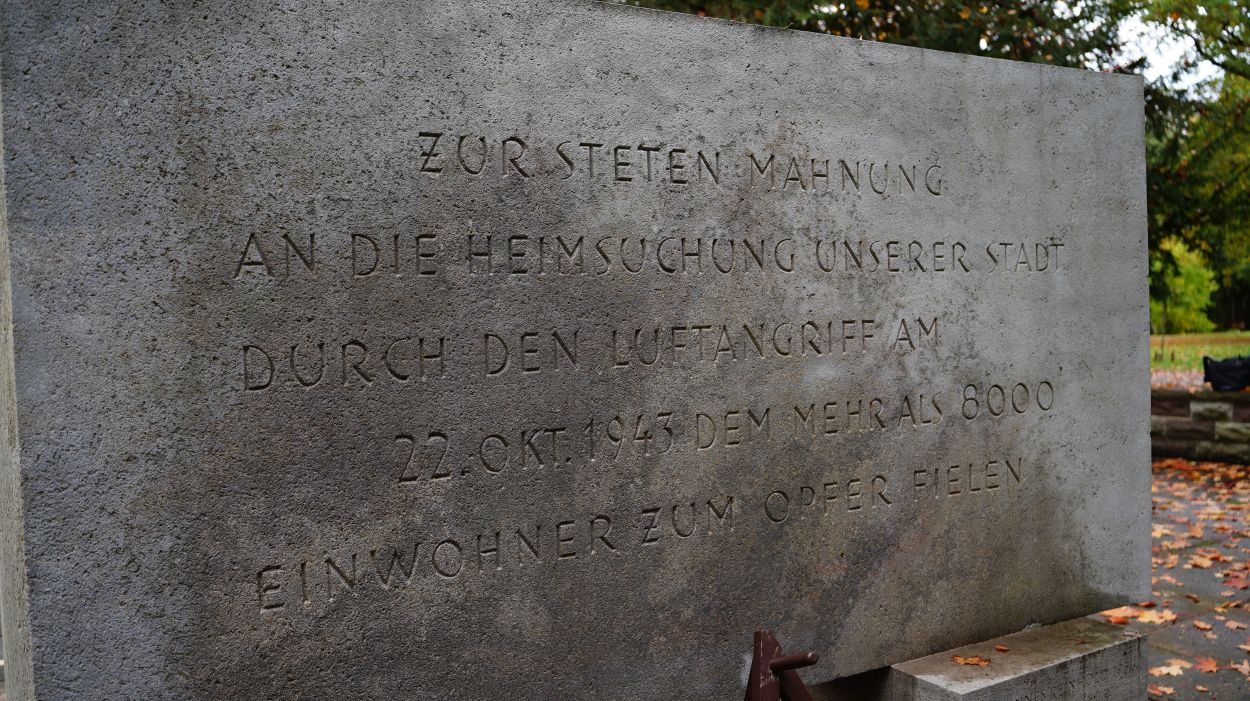 ZUR STETEN MAHNUNG
AN DIE HEIMSUCHUNG UNSERER STADT
DURCH DEN LUFTANGRIFF AM
22. OKT. 1943 DEM MEHR ALS 8000
EINWOHNER ZUM OPFER FIELEN